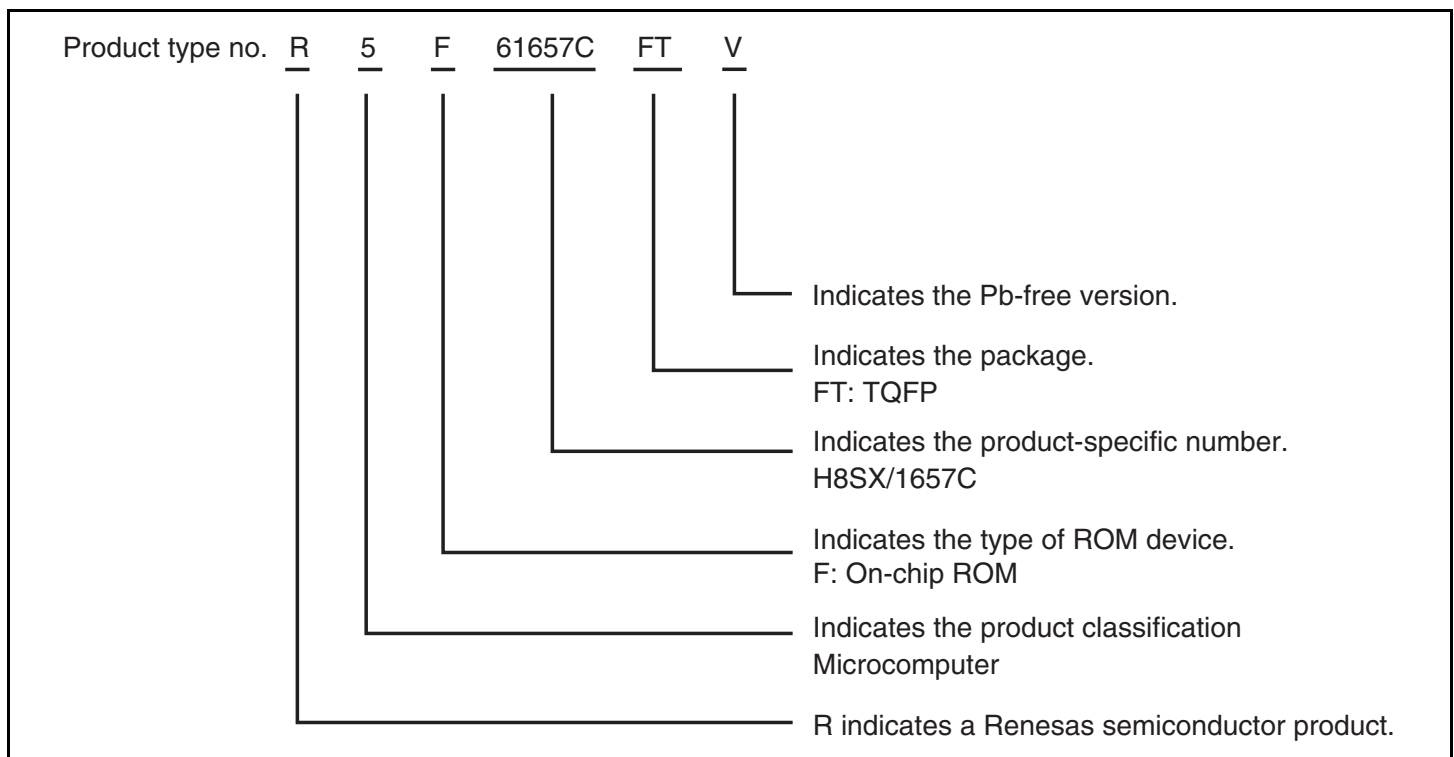 Product type no. R 5 F 61657C FT V
Indicates the Pb-free version.
Indicates the package.
FT: TQFP
Indicates the product-specific number.
H8SX/1657C
Indicates the type of ROM device.
F: On-chip ROM
Indicates the product classification
Microcomputer
R indicates a Renesas semiconductor product.